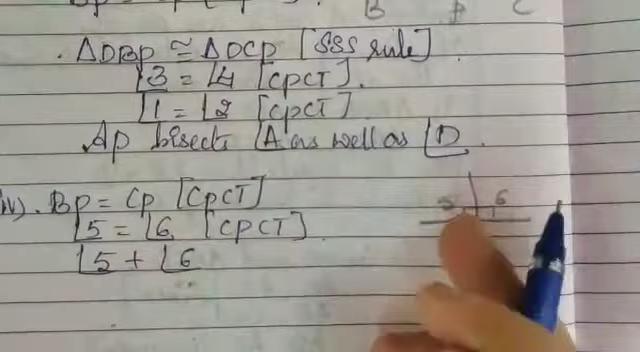 B P C
. ΔDBP ≅ ΔDCP [SSS rule]
∠3 = ∠4 [CPCT].
∠1 = ∠2 [CPCT]
AP bisects ∠A as well as ∠D.
iv). BP = CP [CPCT]
∠5 = ∠6 [CPCT].
5 6
∠5 + ∠6